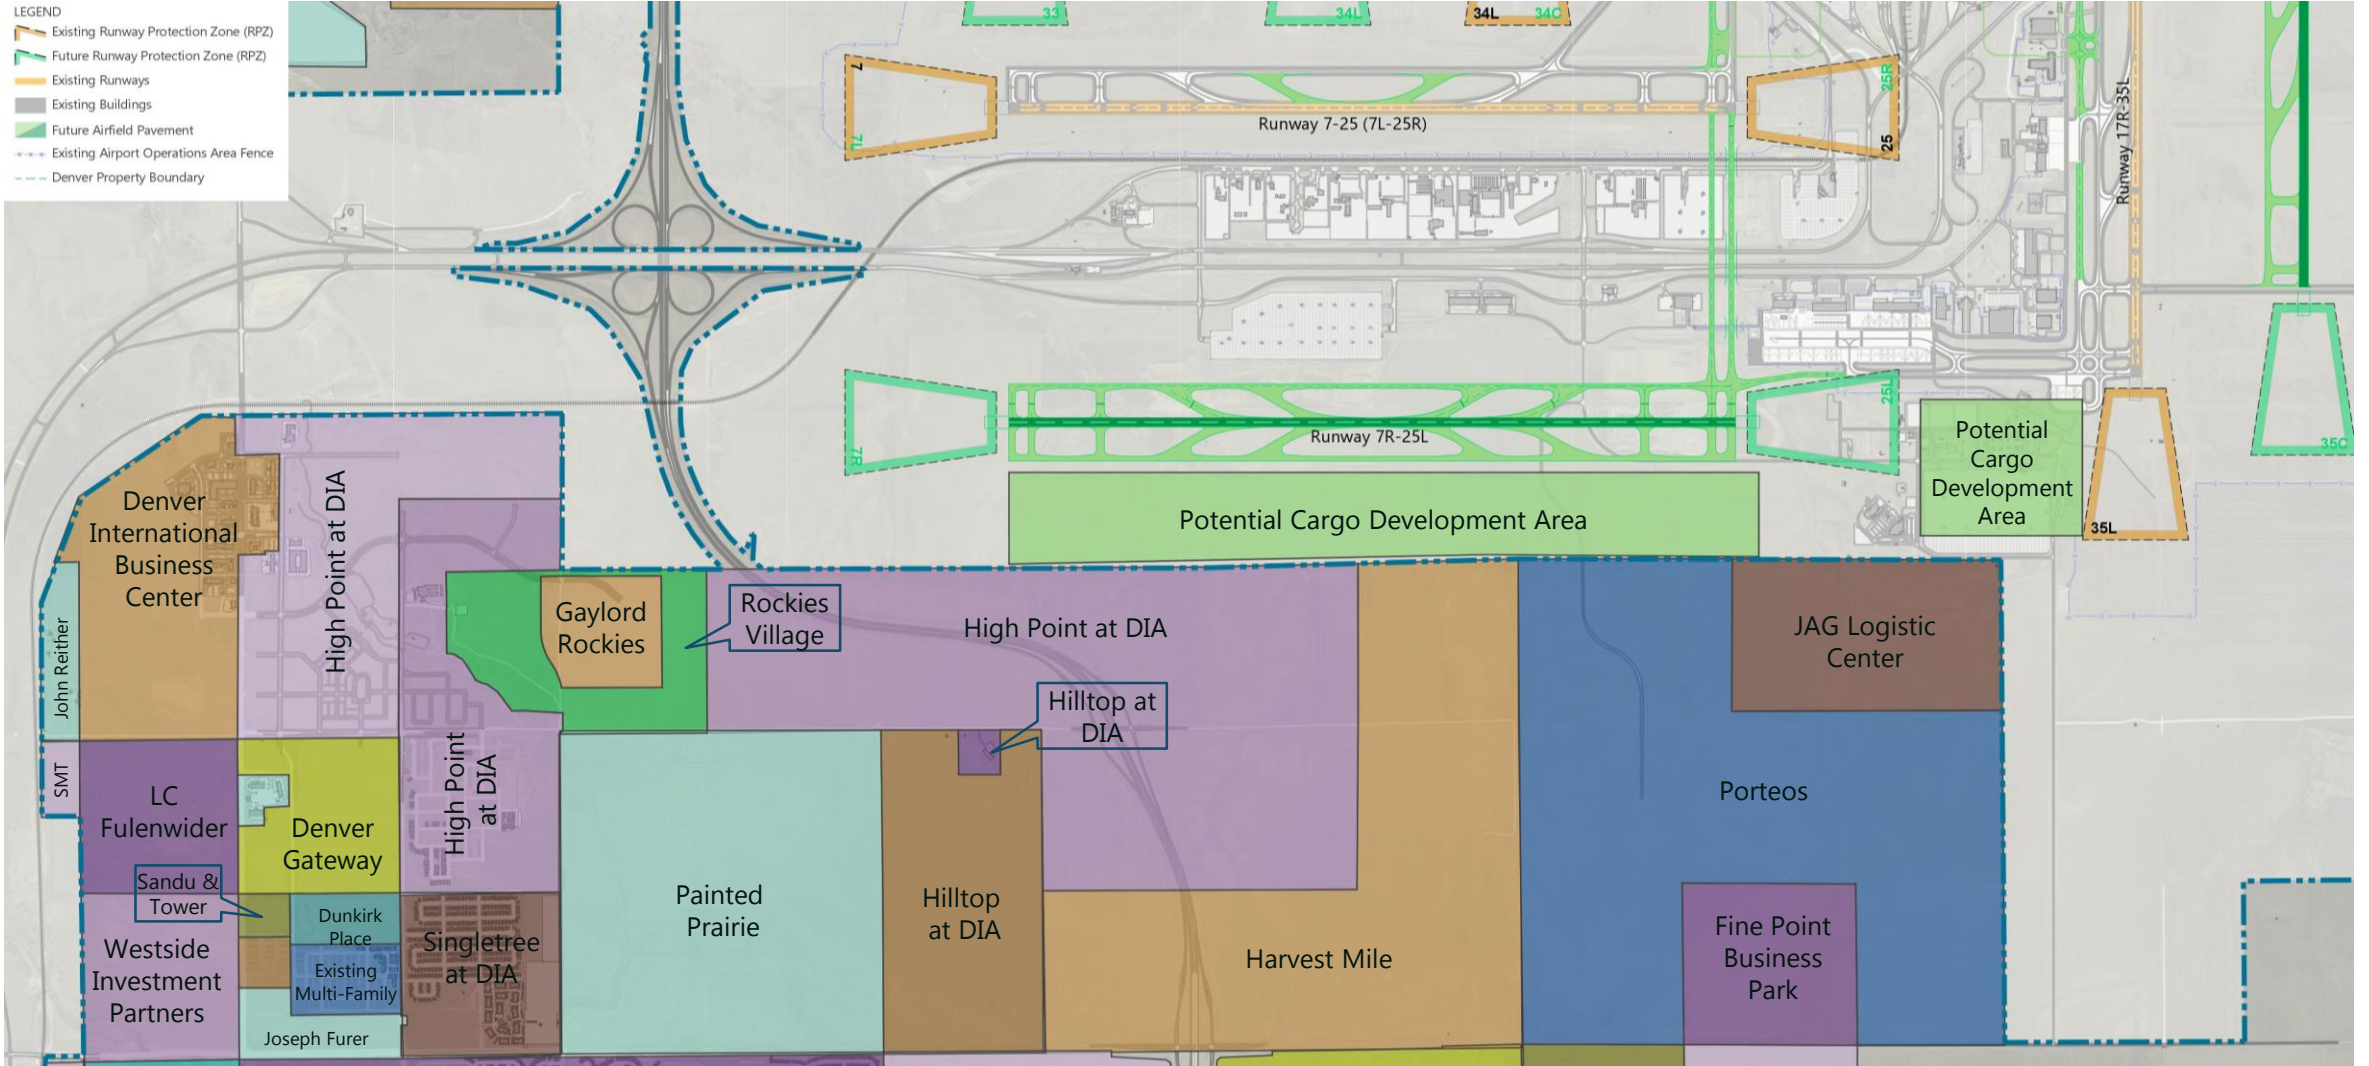 LEGEND
Existing Runway Protection Zone (RPZ)
Future Runway Protection Zone (RPZ)
Existing Runways
Existing Buildings
Future Airfield Pavement
Existing Airport Operations Area Fence
Denver Property Boundary
33
34L
34L
34C
7
7L
Runway 7-25 (7L-25R)
25R
25
Runway 17R-35L
7R
Runway 7R-25L
25L
35L
35C
Potential Cargo Development Area
Potential
Cargo
Development
Area
Denver
International
Business
Center
High Point at DIA
John Reither
SMT
Gaylord
Rockies
Rockies
Village
High Point at DIA
Hilltop at
DIA
JAG Logistic
Center
Porteos
LC
Fulenwider
Denver
Gateway
High Point
at DIA
Sandu &
Tower
Dunkirk
Place
Existing
Multi-Family
Joseph Furer
Westside
Investment
Partners
Singletree
at DIA
Painted
Prairie
Hilltop
at DIA
Harvest Mile
Fine Point
Business
Park